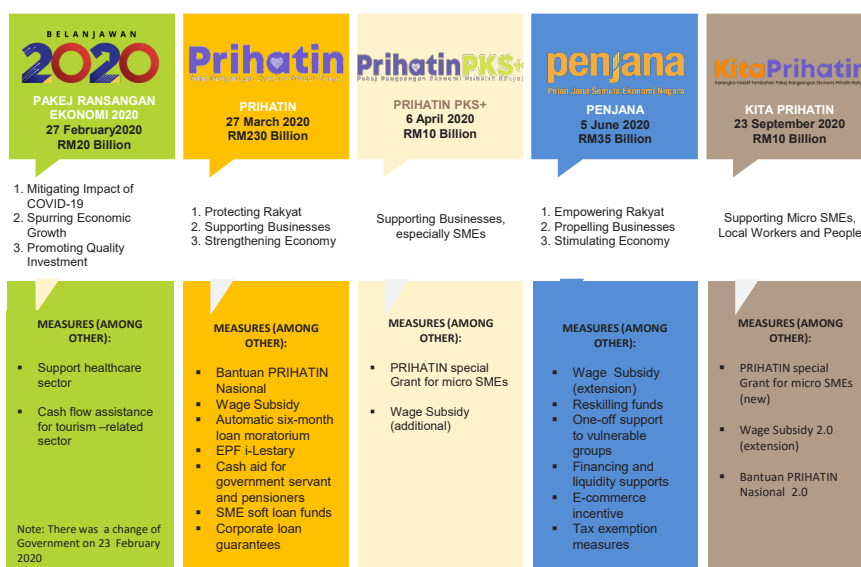 BELANJAWAN
2020
PAKEJ RANSANGAN
EKONOMI 2020
27 February2020
RM20 Billion
1. Mitigating Impact of
COVID-19
2. Spurring Economic
Growth
3. Promoting Quality
Investment
MEASURES (AMONG
OTHER):
▪ Support healthcare
sector
▪ Cash flow assistance
for tourism –related
sector
Note: There was a change of
Government on 23 February
2020
Prihatin
PRIHATIN
27 March 2020
RM230 Billion
1. Protecting Rakyat
2. Supporting Businesses
3. Strengthening Economy
MEASURES (AMONG
OTHER):
▪ Bantuan PRIHATIN
Nasional
▪ Wage Subsidy
▪ Automatic six-month
loan moratorium
▪ EPF i-Lestary
▪ Cash aid for
government servant
and pensioners
▪ SME soft loan funds
▪ Corporate loan
guarantees
PrihatinPKS+
PRIHATIN PKS+
6 April 2020
RM10 Billion
Supporting Businesses,
especially SMEs
MEASURES (AMONG
OTHER):
▪ PRIHATIN special
Grant for micro SMEs
▪ Wage Subsidy
(additional)
penjana
Pelan Jana Semula Ekonomi Negara
PENJANA
5 June 2020
RM35 Billion
1. Empowering Rakyat
2. Propelling Businesses
3. Stimulating Economy
MEASURES (AMONG
OTHER):
▪ Wage Subsidy
(extension)
▪ Reskilling funds
▪ One-off support
to vulnerable
groups
▪ Financing and
liquidity supports
▪ E-commerce
incentive
▪ Tax exemption
measures
KitaPrihatin
KITA PRIHATIN
23 September 2020
RM10 Billion
Supporting Micro SMEs,
Local Workers and People
MEASURES (AMONG
OTHER):
▪ PRIHATIN special
Grant for micro SMEs
(new)
▪ Wage Subsidy 2.0
(extension)
▪ Bantuan PRIHATIN
Nasional 2.0